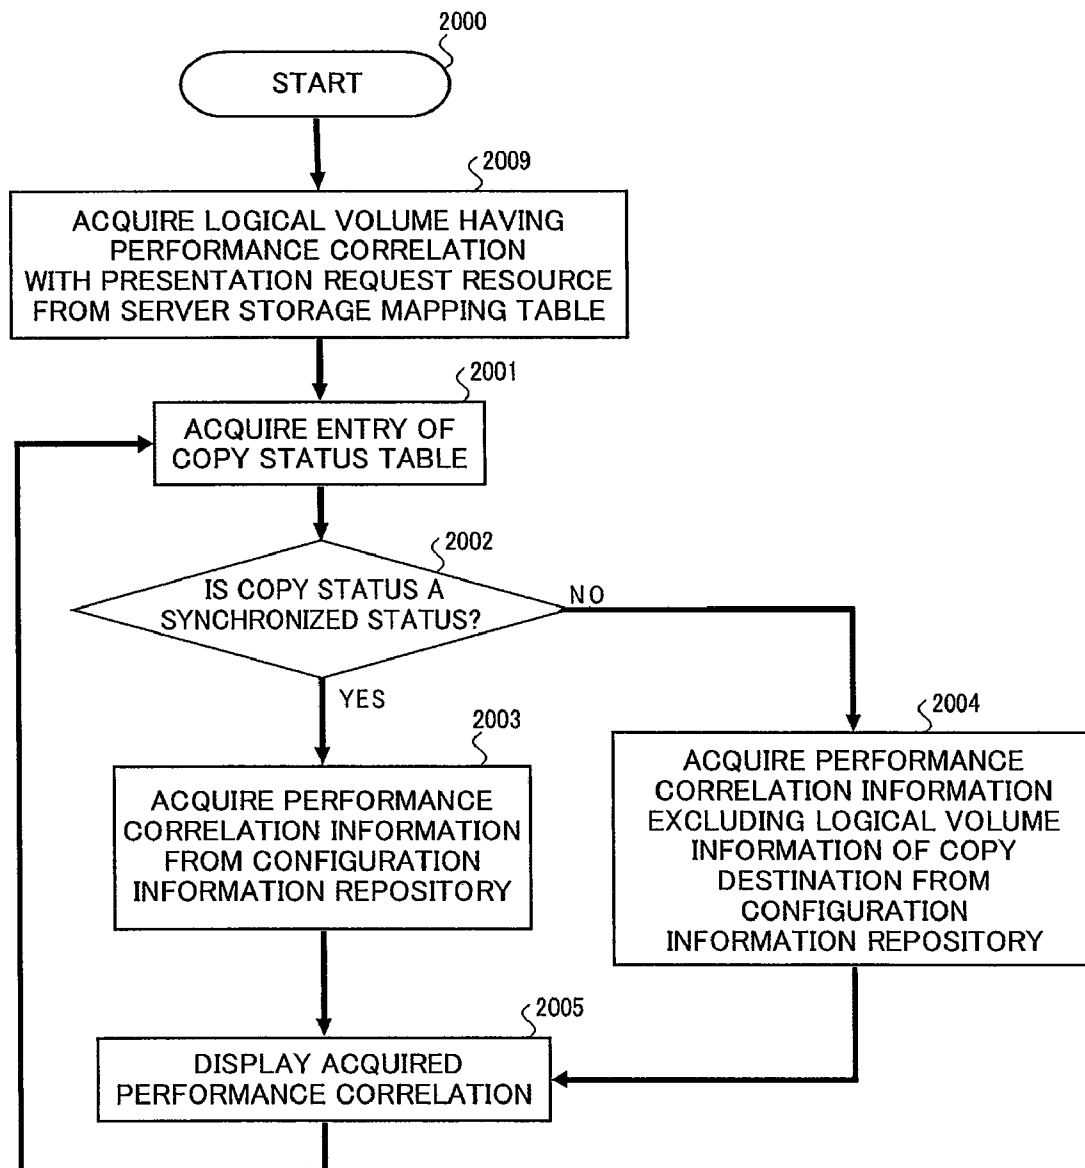 2000
START
2009
ACQUIRE LOGICAL VOLUME HAVING
PERFORMANCE CORRELATION
WITH PRESENTATION REQUEST RESOURCE
FROM SERVER STORAGE MAPPING TABLE
2001
ACQUIRE ENTRY OF
COPY STATUS TABLE
2002
IS COPY STATUS A
SYNCHRONIZED STATUS?
NO
YES
2003
ACQUIRE PERFORMANCE
CORRELATION INFORMATION
FROM CONFIGURATION
INFORMATION REPOSITORY
2004
ACQUIRE PERFORMANCE
CORRELATION INFORMATION
EXCLUDING LOGICAL VOLUME
INFORMATION OF COPY
DESTINATION FROM
CONFIGURATION
INFORMATION REPOSITORY
2005
DISPLAY ACQUIRED
PERFORMANCE CORRELATION